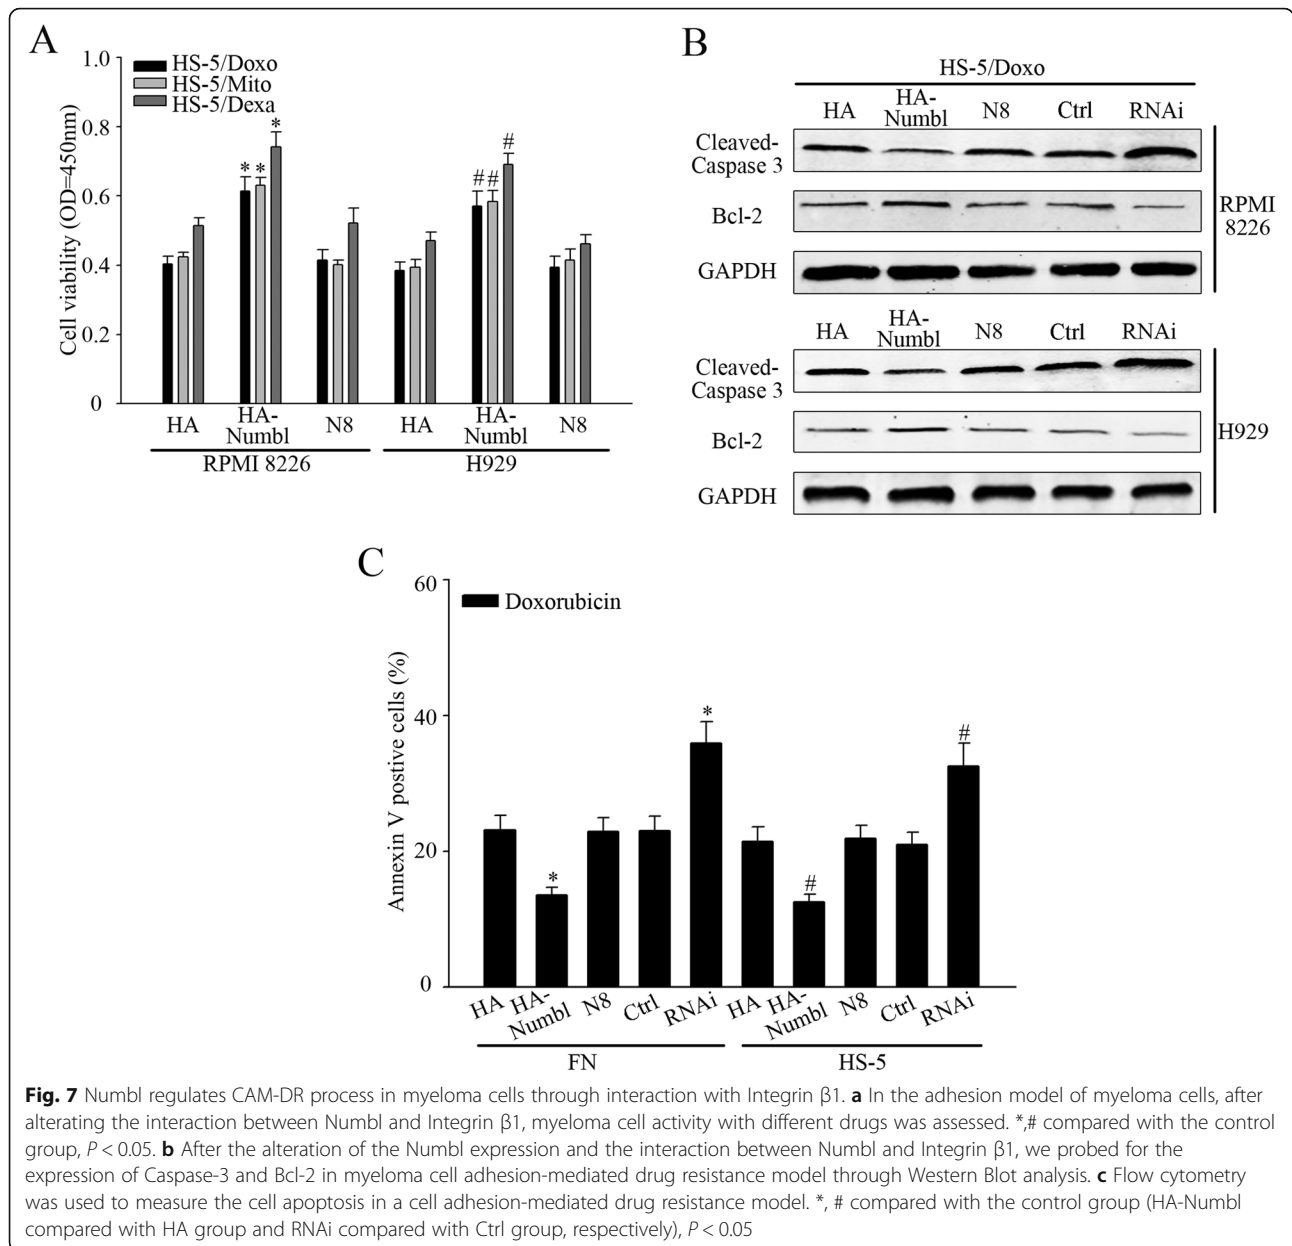 A
1.0
0.8
0.6
0.4
0.2
0
Cell viability (OD=450nm)
HS-5/Doxo
HS-5/Mito
HS-5/Dexa
* * *
# # #
HA
HA-
Numbl
N8
HA
HA-
Numbl
N8
RPMI 8226
H929
B
HS-5/Doxo
HA
HA-
Numbl
N8
Ctrl
RNAi
Cleaved-
Caspase 3
Bcl-2
GAPDH
RPMI
8226
HA
HA-
Numbl
N8
Ctrl
RNAi
Cleaved-
Caspase 3
Bcl-2
GAPDH
H929
C
60
40
20
0
Annexin V postive cells (%)
Doxorubicin
*
*
#
#
HA
HA-
Numbl
N8
Ctrl
RNAi
HA
HA-
Numbl
N8
Ctrl
RNAi
FN
HS-5
Fig. 7 Numbl regulates CAM-DR process in myeloma cells through interaction with Integrin β1. a In the adhesion model of myeloma cells, after
alterating the interaction between Numbl and Integrin β1, myeloma cell activity with different drugs was assessed. *,# compared with the control
group, P < 0.05. b After the alteration of the Numbl expression and the interaction between Numbl and Integrin β1, we probed for the
expression of Caspase-3 and Bcl-2 in myeloma cell adhesion-mediated drug resistance model through Western Blot analysis. c Flow cytometry
was used to measure the cell apoptosis in a cell adhesion-mediated drug resistance model. *, # compared with the control group (HA-Numbl
compared with HA group and RNAi compared with Ctrl group, respectively), P < 0.05